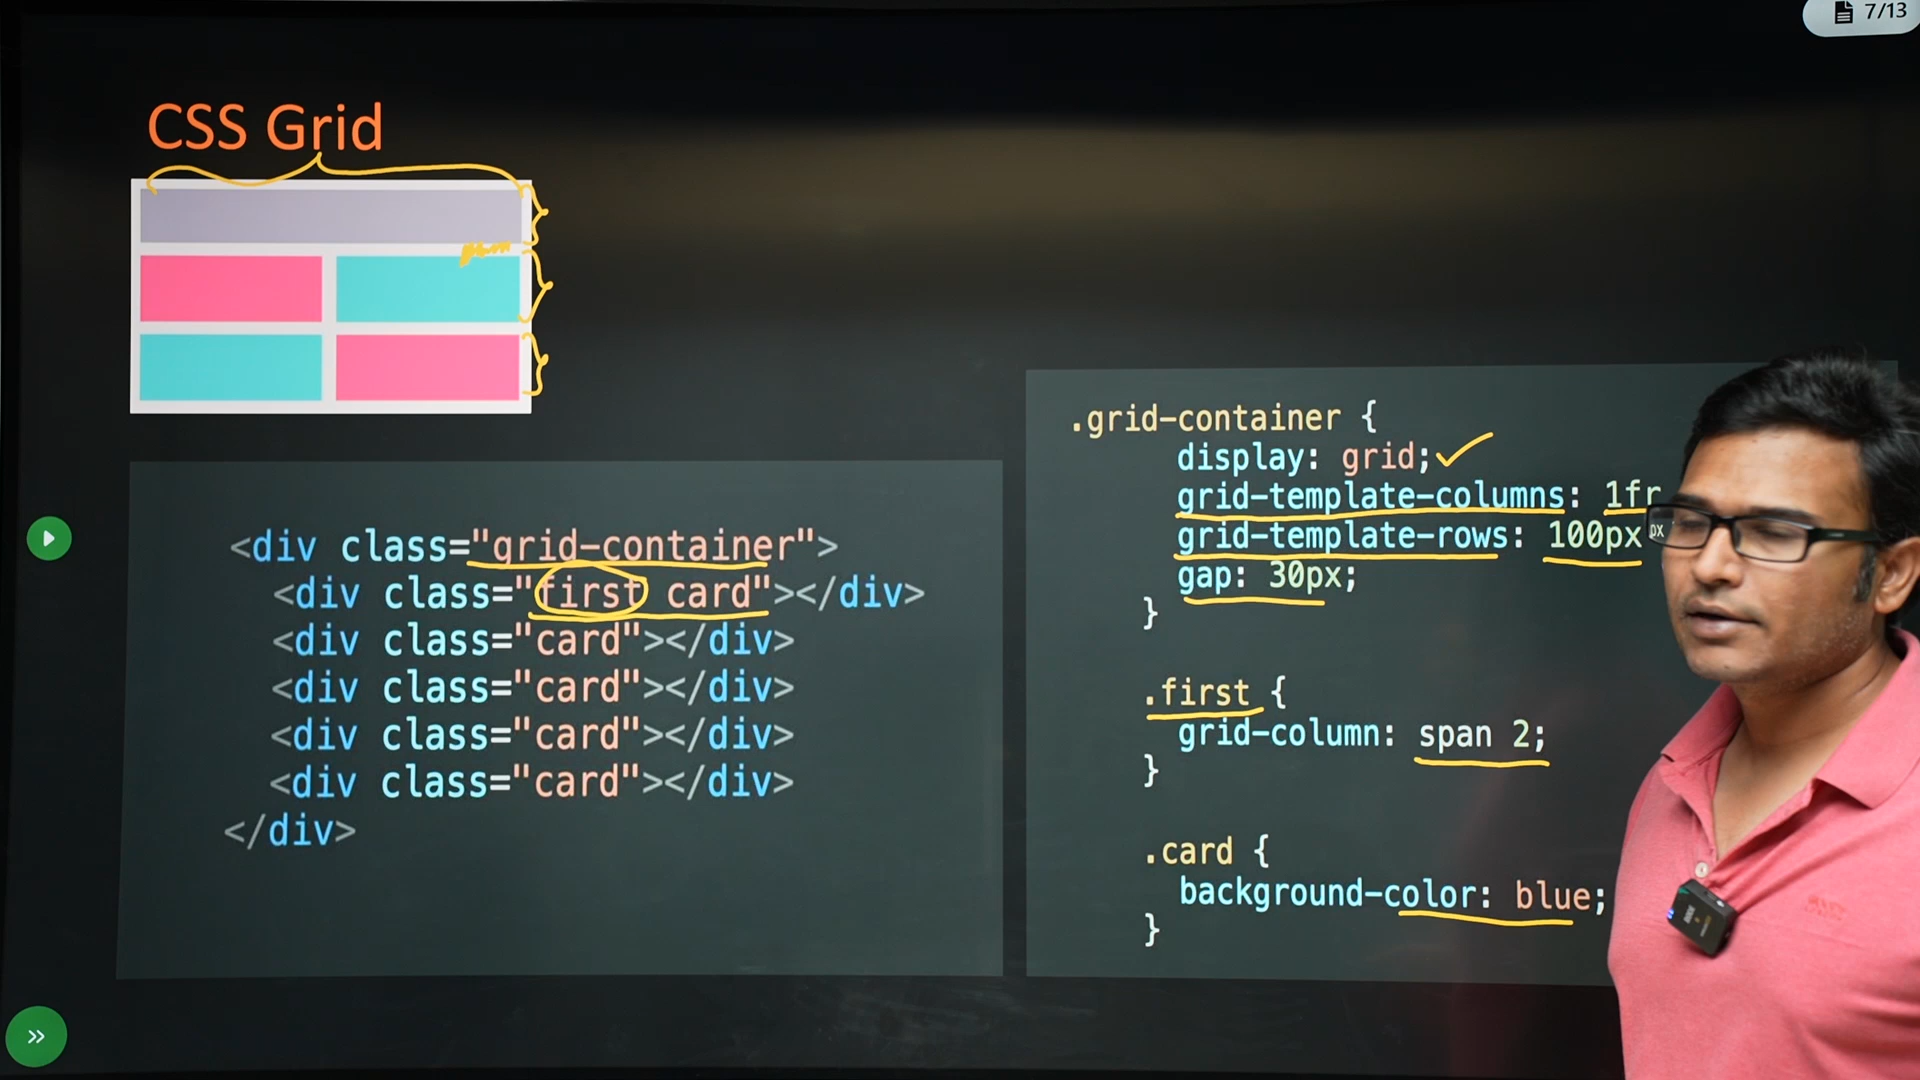 7/13
CSS Grid
<div class="grid-container">
<div class="first card"></div>
<div class="card"></div>
<div class="card"></div>
<div class="card"></div>
<div class="card"></div>
</div>
.grid-container {
display: grid;
grid-template-columns: 1fr
grid-template-rows: 100px px
gap: 30px;
}
.first {
grid-column: span 2;
}
.card {
background-color: blue;
}